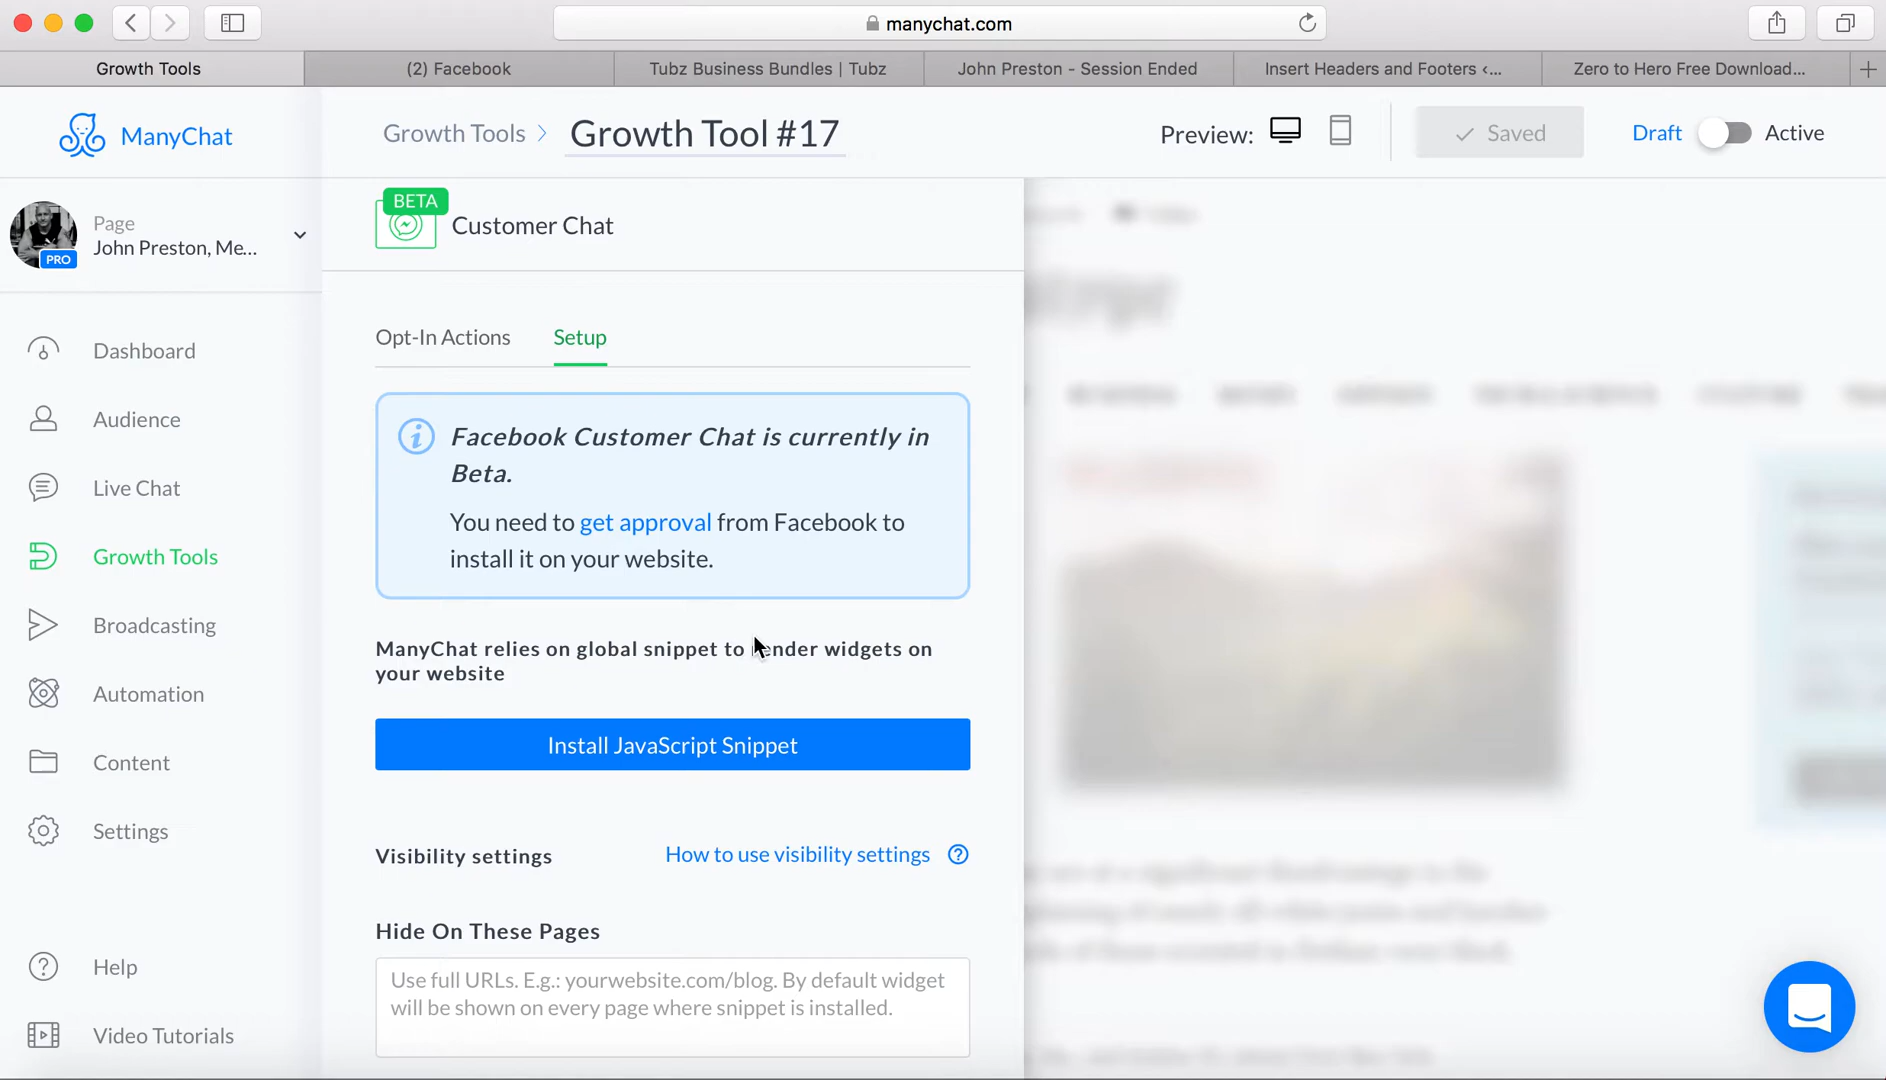 manychat.com
Growth Tools
(2) Facebook
Tubz Business Bundles | Tubz
John Preston - Session Ended
Insert Headers and Footers ‹...
Zero to Hero Free Download...
ManyChat
Growth Tools
Growth Tool #17
Preview:
Saved
Draft
Active
Page
John Preston, Me...
PRO
Dashboard
Audience
Live Chat
Growth Tools
Broadcasting
Automation
Content
Settings
Help
Video Tutorials
BETA
Customer Chat
Opt-In Actions
Setup
Facebook Customer Chat is currently in
Beta.
You need to get approval from Facebook to
install it on your website.
ManyChat relies on global snippet to render widgets on
your website
Install JavaScript Snippet
Visibility settings
How to use visibility settings
Hide On These Pages
Use full URLs. E.g.: yourwebsite.com/blog. By default widget
will be shown on every page where snippet is installed.